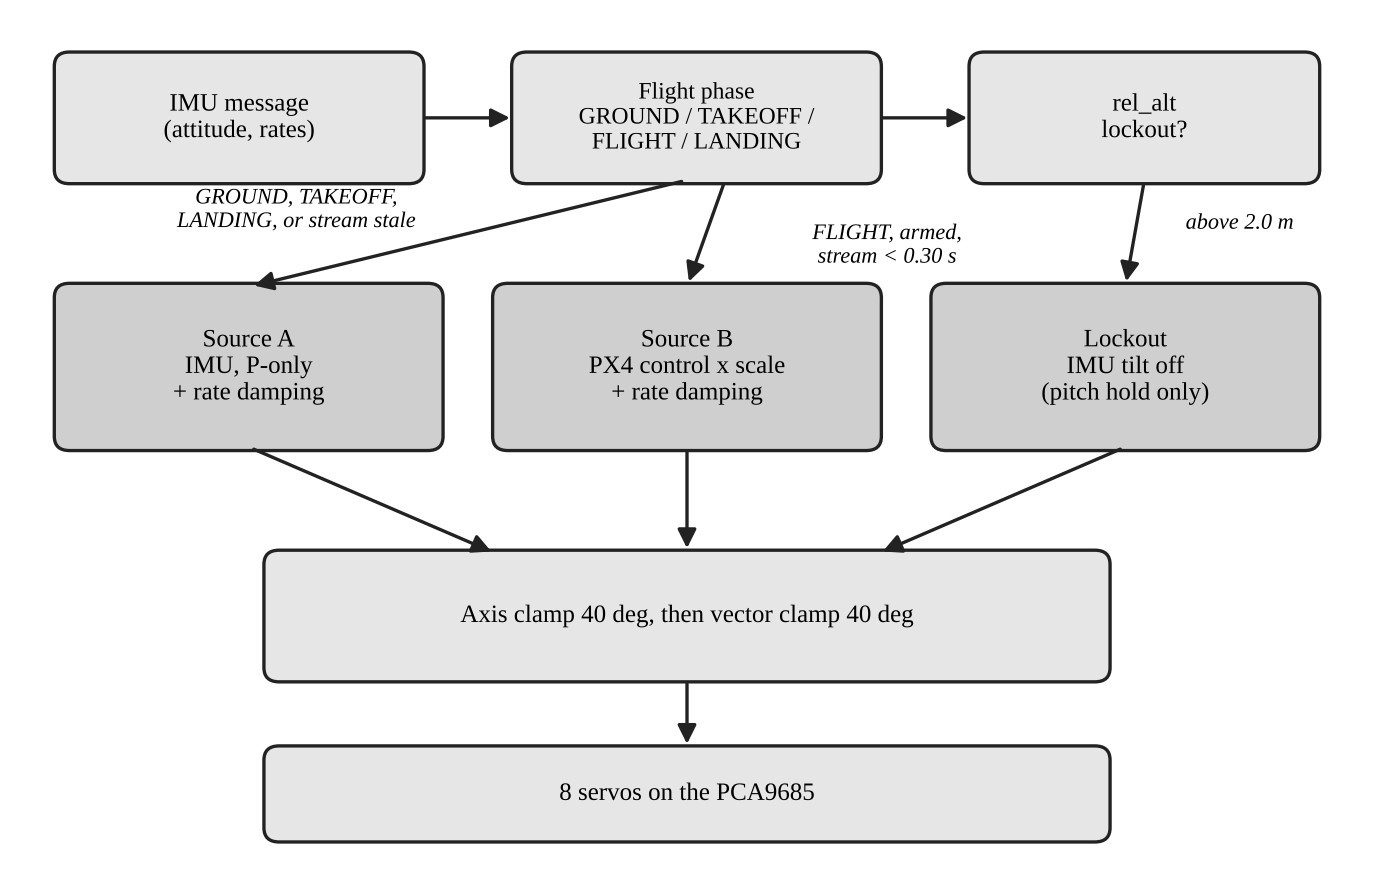 IMU message
(attitude, rates)
Flight phase
GROUND / TAKEOFF /
FLIGHT / LANDING
rel_alt
lockout?
GROUND, TAKEOFF,
LANDING, or stream stale
FLIGHT, armed,
stream < 0.30 s
above 2.0 m
Source A
IMU, P-only
+ rate damping
Source B
PX4 control x scale
+ rate damping
Lockout
IMU tilt off
(pitch hold only)
Axis clamp 40 deg, then vector clamp 40 deg
8 servos on the PCA9685